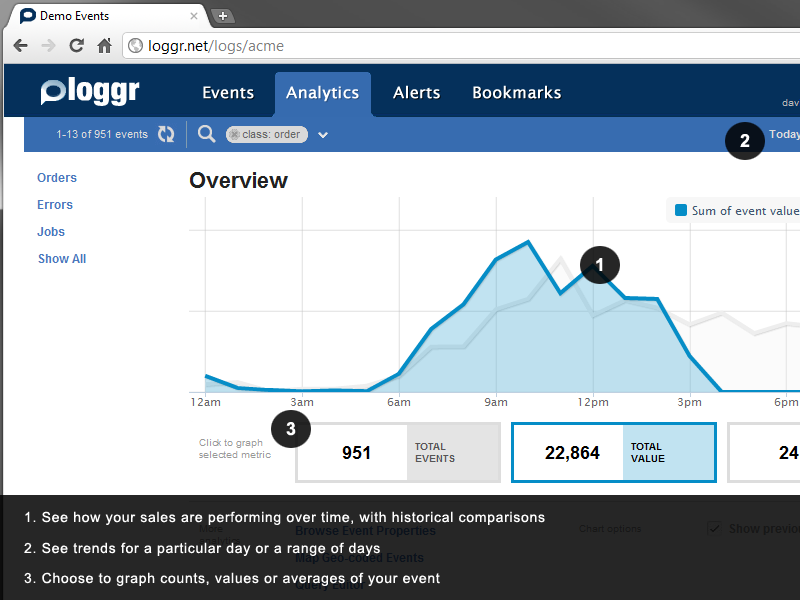 Demo Events
loggr.net/logs/acme
loggr
Events
Analytics
Alerts
Bookmarks
1-13 of 951 events
class: order
2
Today
Orders
Errors
Jobs
Show All
Overview
Sum of event value
1
12am 3am 6am 9am 12pm 3pm 6pm
3
Click to graph
selected metric
951
TOTAL
EVENTS
22,864
TOTAL
VALUE
24
More
analytics
Browse Event Properties
Chart options
Show previo
Map Geo-coded Events
Query Editor
1. See how your sales are performing over time, with historical comparisons
2. See trends for a particular day or a range of days
3. Choose to graph counts, values or averages of your event